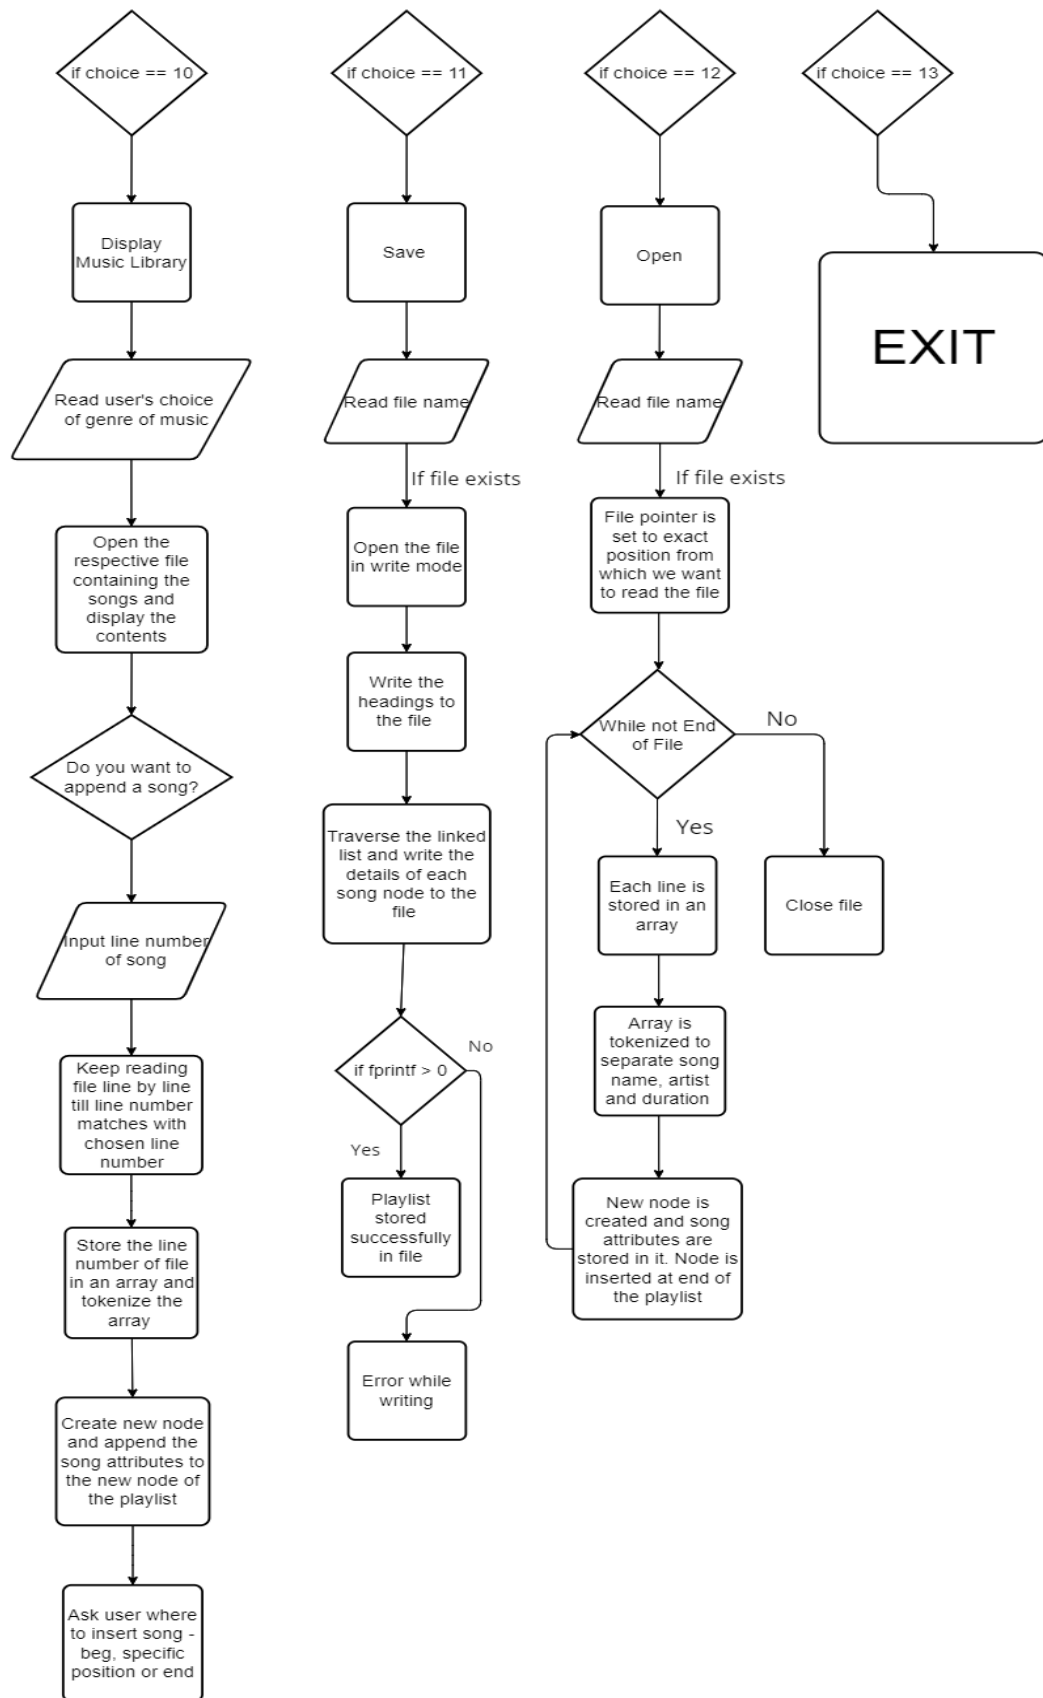 if choice == 10
Display
Music Library
Read user's choice
of genre of music
Open the
respective file
containing the
songs and
display the
contents
Do you want to
append a song?
Input line number
of song
Keep reading
file line by line
till line number
matches with
chosen line
number
Store the line
number of file
in an array and
tokenize the
array
Create new node
and append the
song attributes to
the new node of
the playlist
Ask user where
to insert song -
beg, specific
position or end
if choice == 11
Save
Read file name
If file exists
Open the file
in write mode
Write the
headings to
the file
Traverse the linked
list and write the
details of each
song node to the
file
if fprintf > 0
No
Yes
Playlist
stored
successfully
in file
Error while
writing
if choice == 12
Open
Read file name
If file exists
File pointer is
set to exact
position from
which we want
to read the file
While not End
of File
No
Yes
Each line is
stored in an
array
Close file
Array is
tokenized to
separate song
name, artist
and duration
New node is
created and song
attributes are
stored in it. Node is
inserted at end of
the playlist
if choice == 13
EXIT